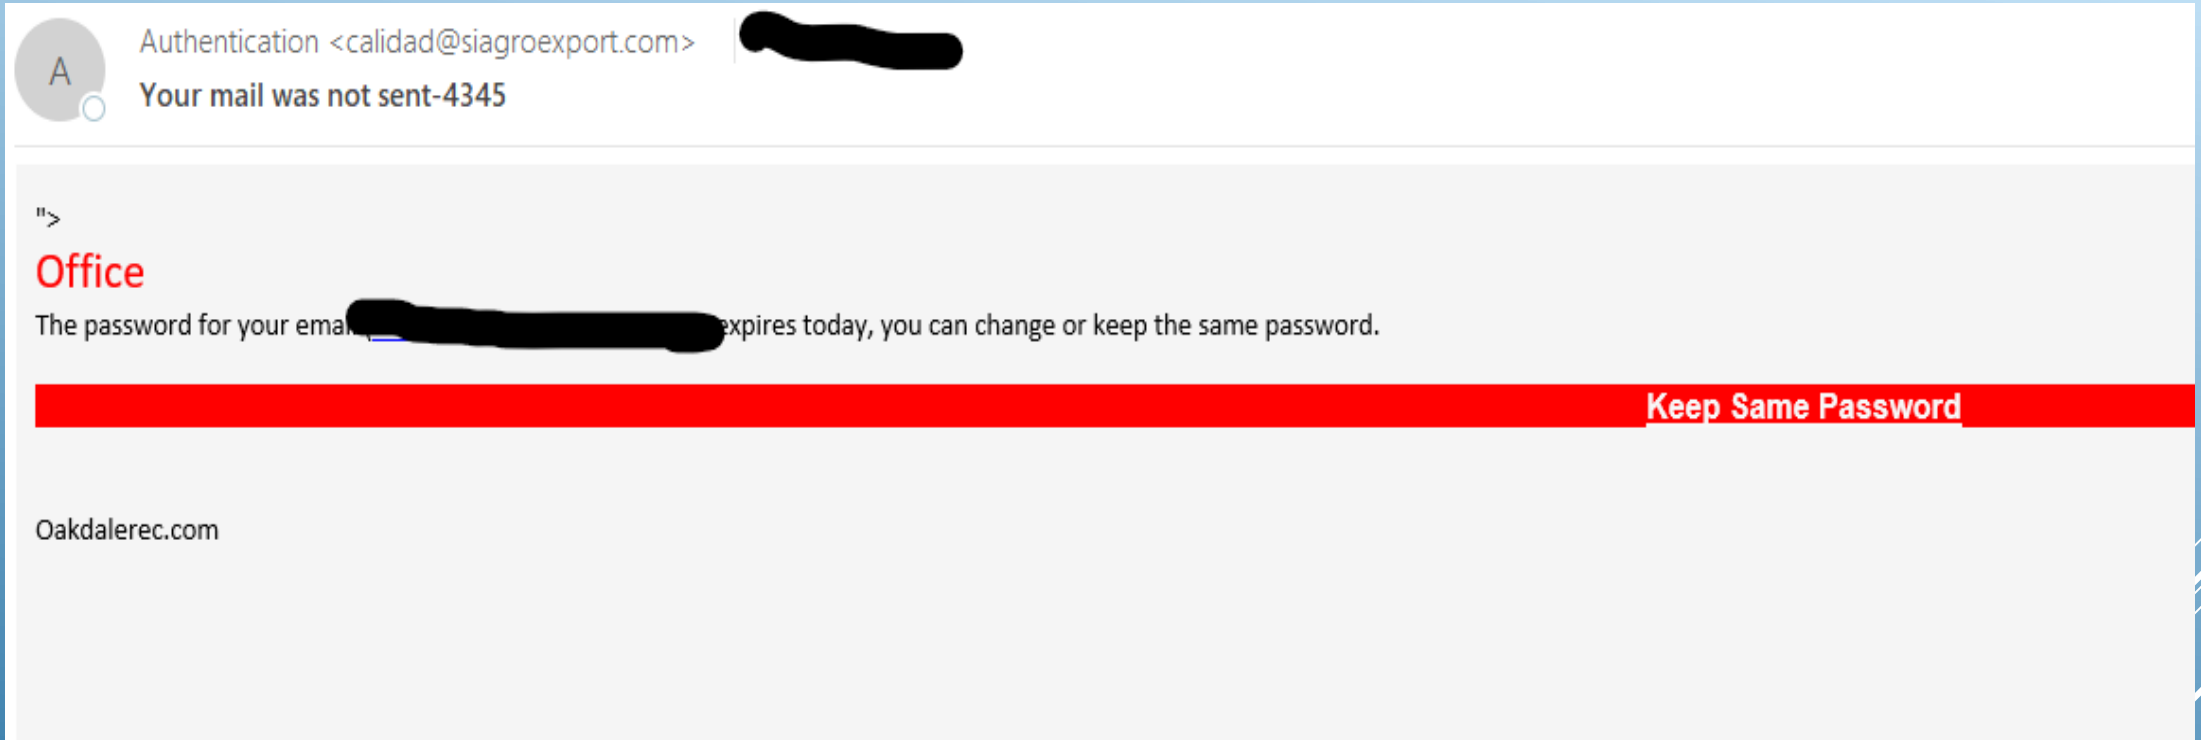 A
Authentication <calidad@siagroexport.com>
Your mail was not sent-4345
">
Office
The password for your expires today, you can change or keep the same password.
Keep Same Password
Oakdalerec.com